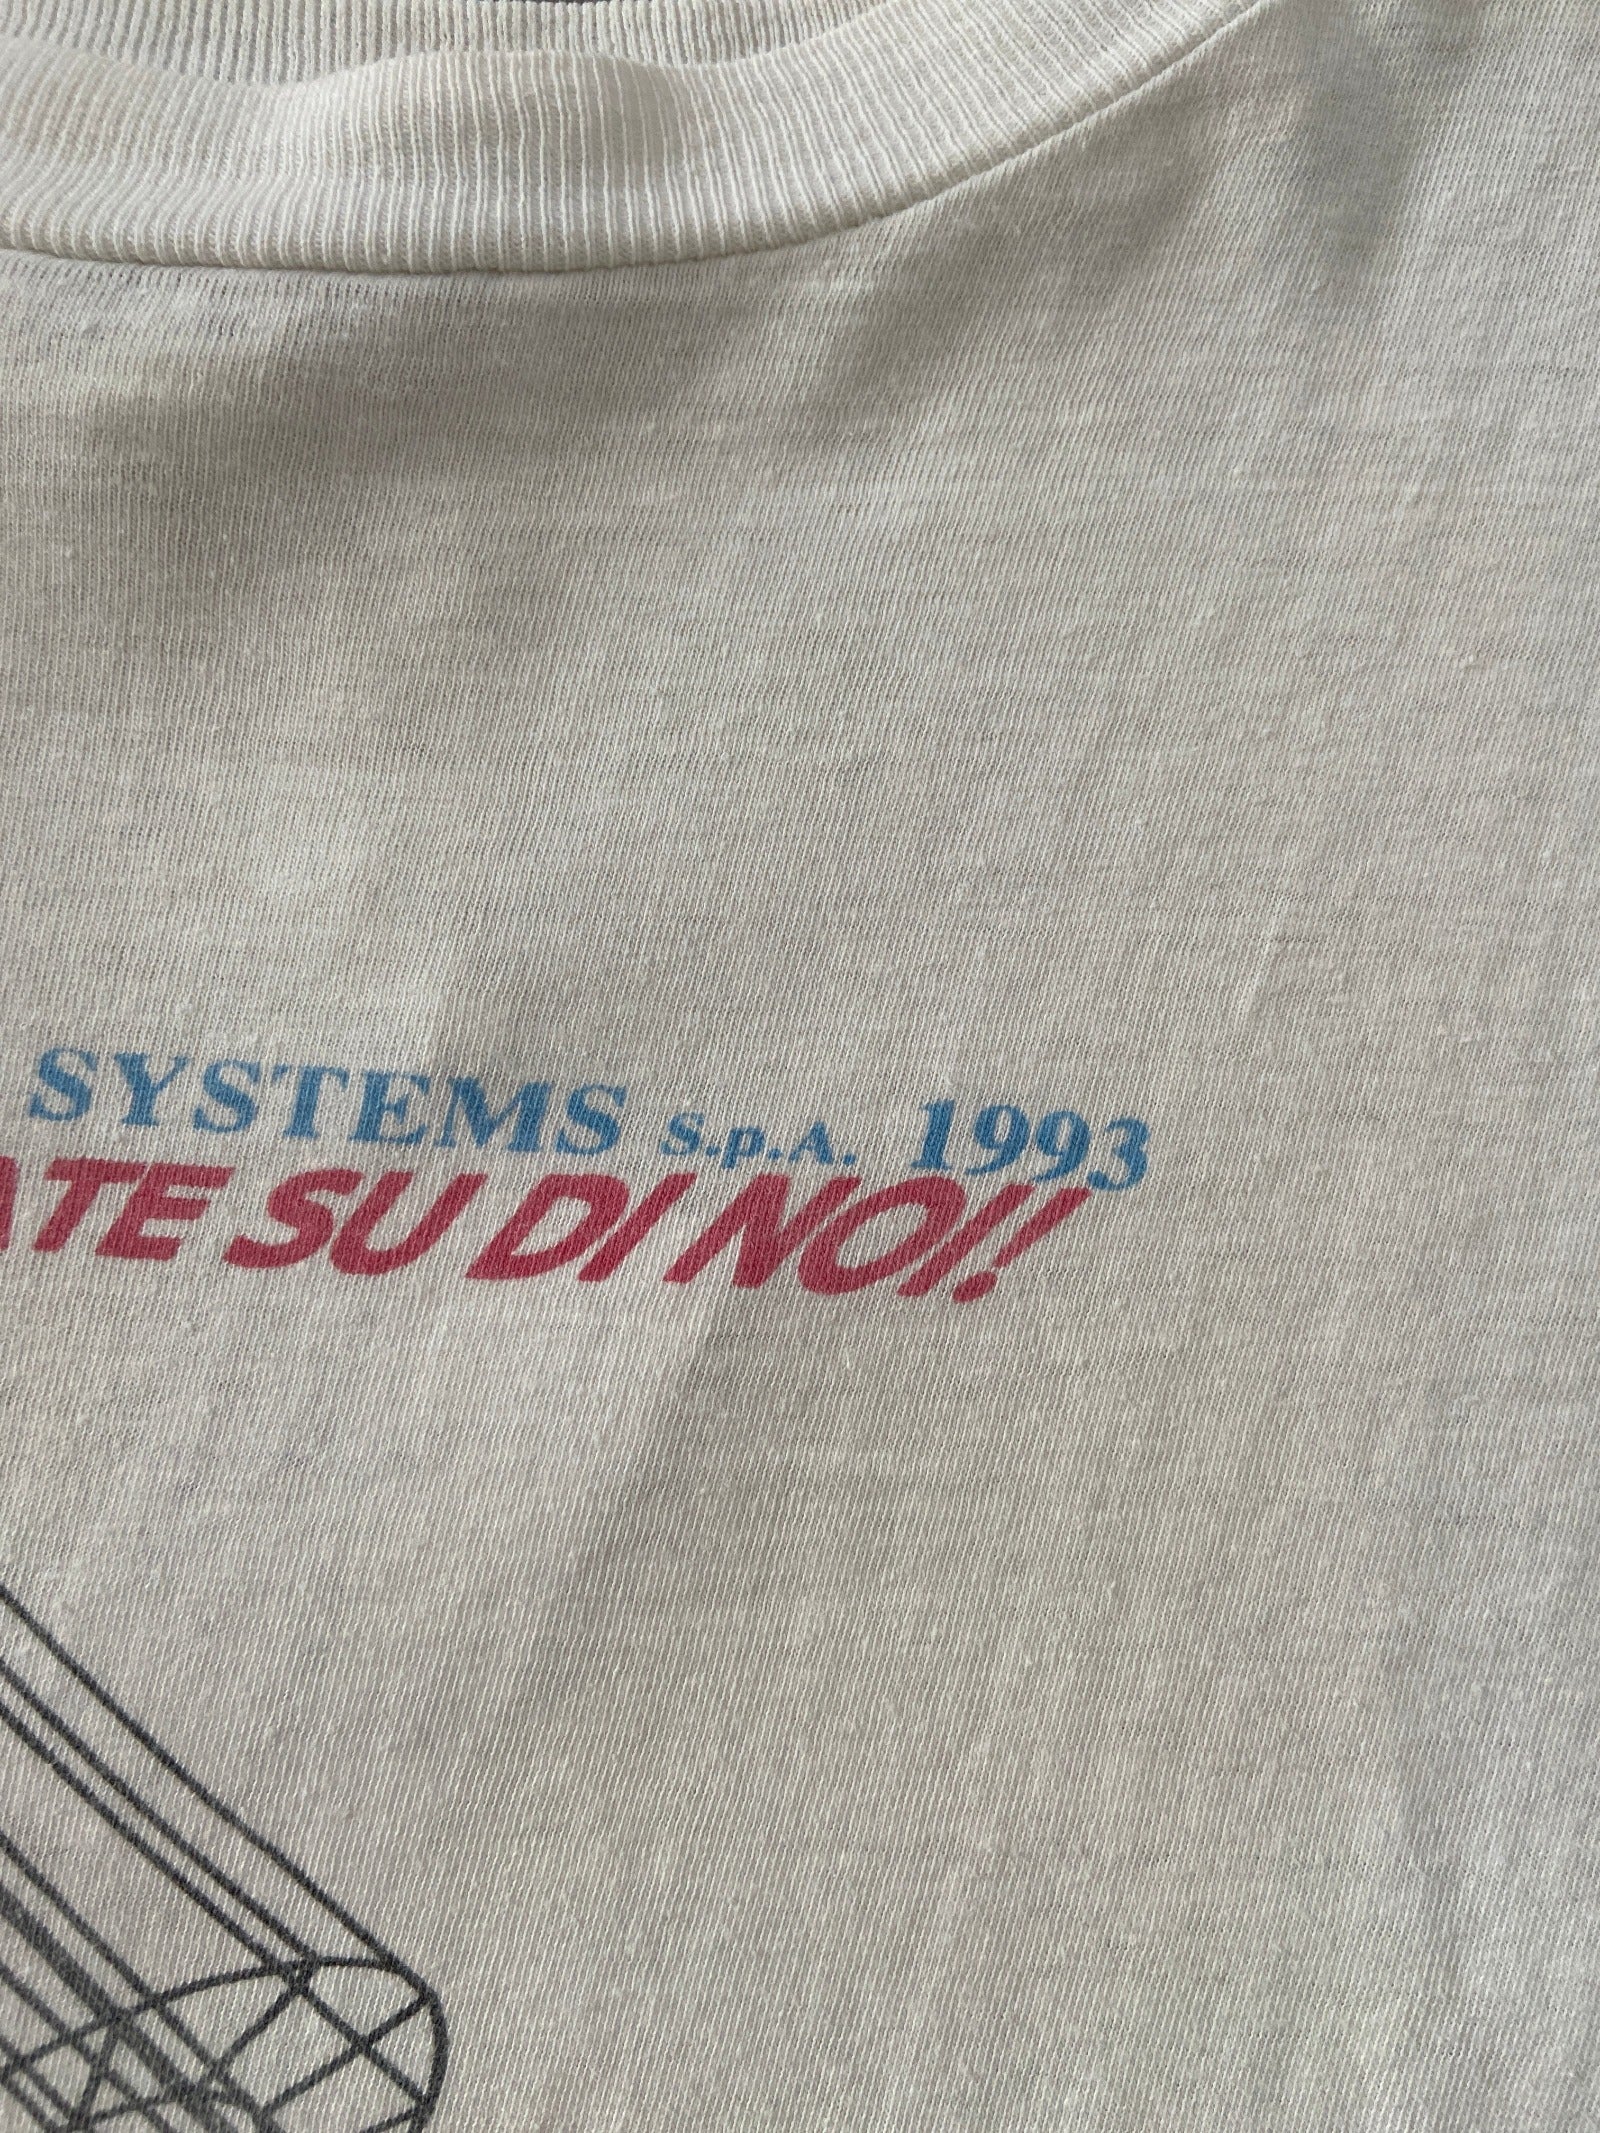 SYSTEMS S.p.A. 1993
ATE SU DI NOI!!